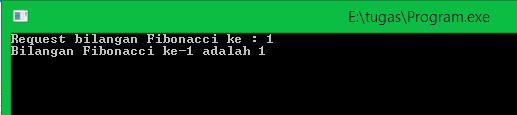 E:\tugas\Program.exe
Request bilangan Fibonacci ke : 1
Bilangan Fibonacci ke-1 adalah 1